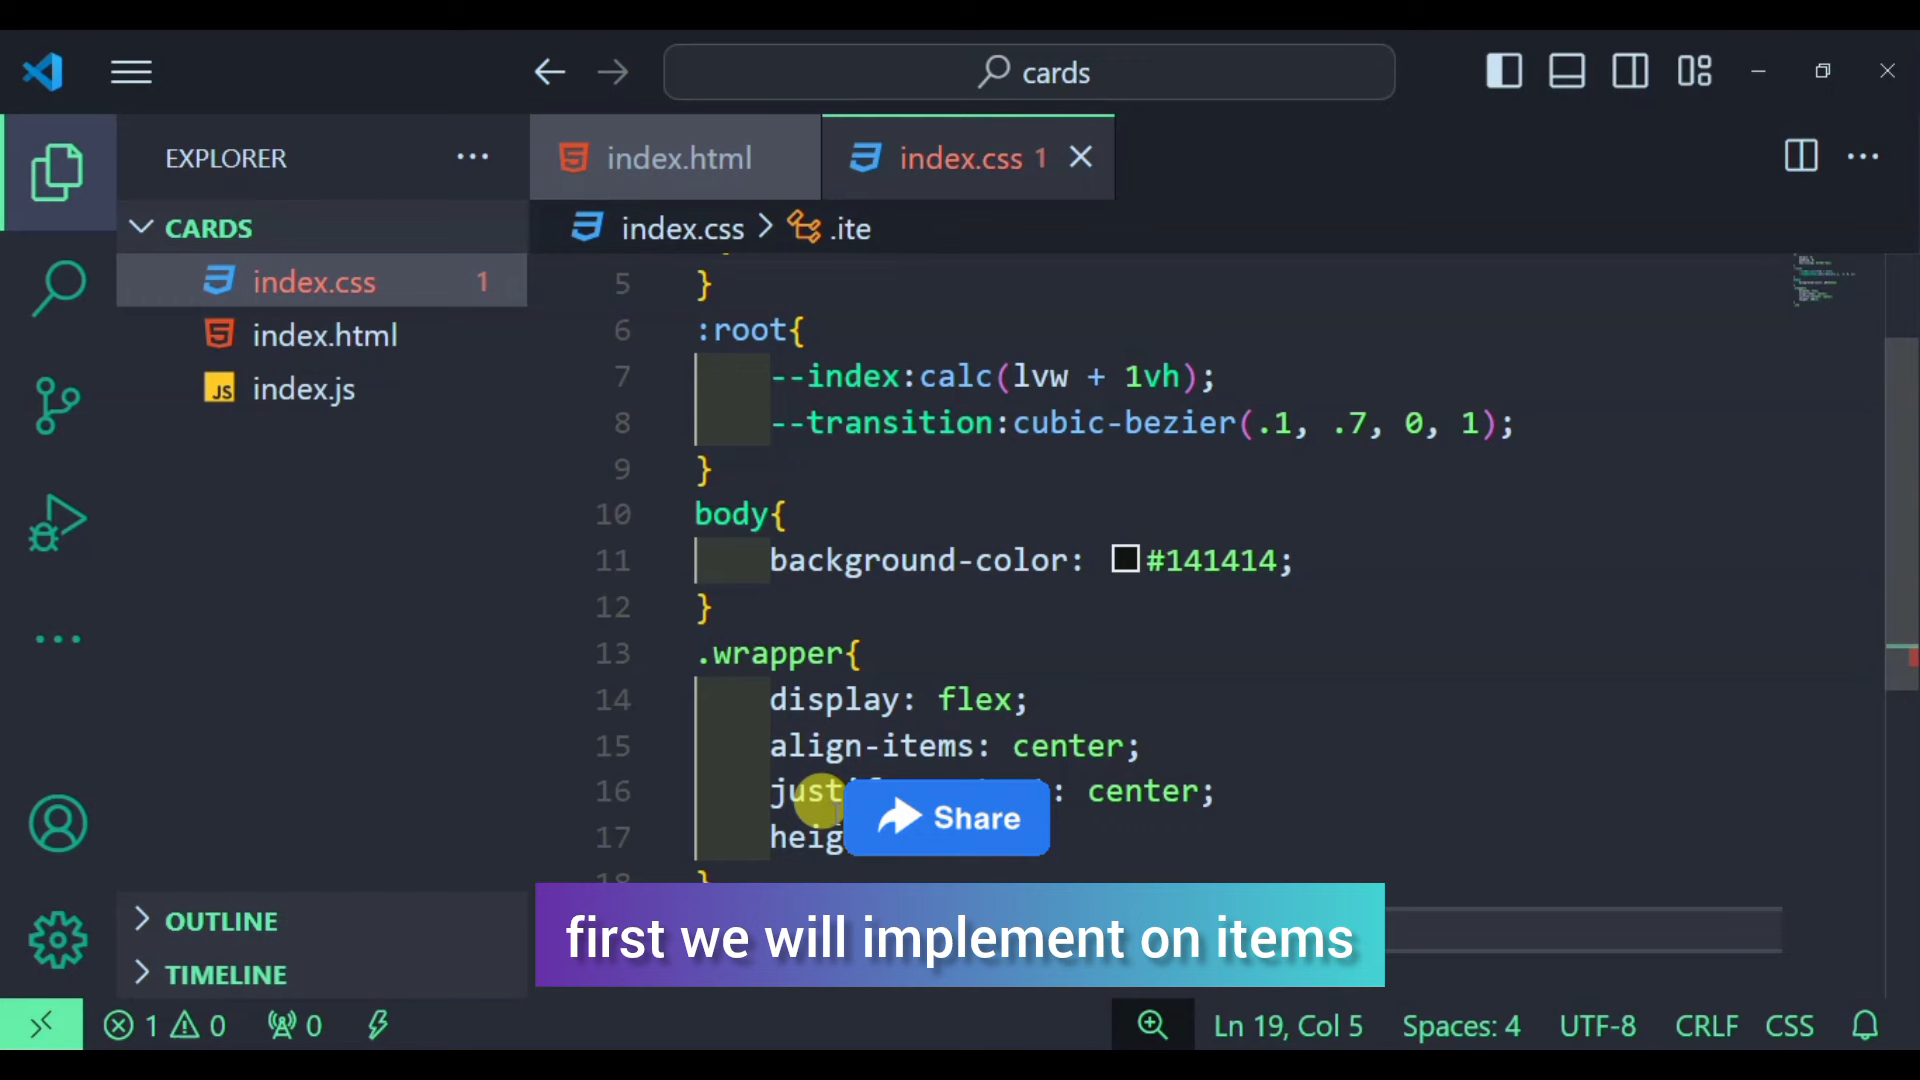 cards
EXPLORER
index.html
index.css 1
CARDS
index.css > .ite
index.css 1
index.html
JS index.js
5 }
6 :root{
7 --index:calc(lvw + 1vh);
8 --transition:cubic-bezier(.1, .7, 0, 1);
9 }
10 body{
11 background-color: #141414;
12 }
13 .wrapper{
14 display: flex;
15 align-items: center;
16 just : center;
17 heig
18 }
Share
first we will implement on items
OUTLINE
TIMELINE
1 0 0
Ln 19, Col 5 Spaces: 4 UTF-8 CRLF CSS